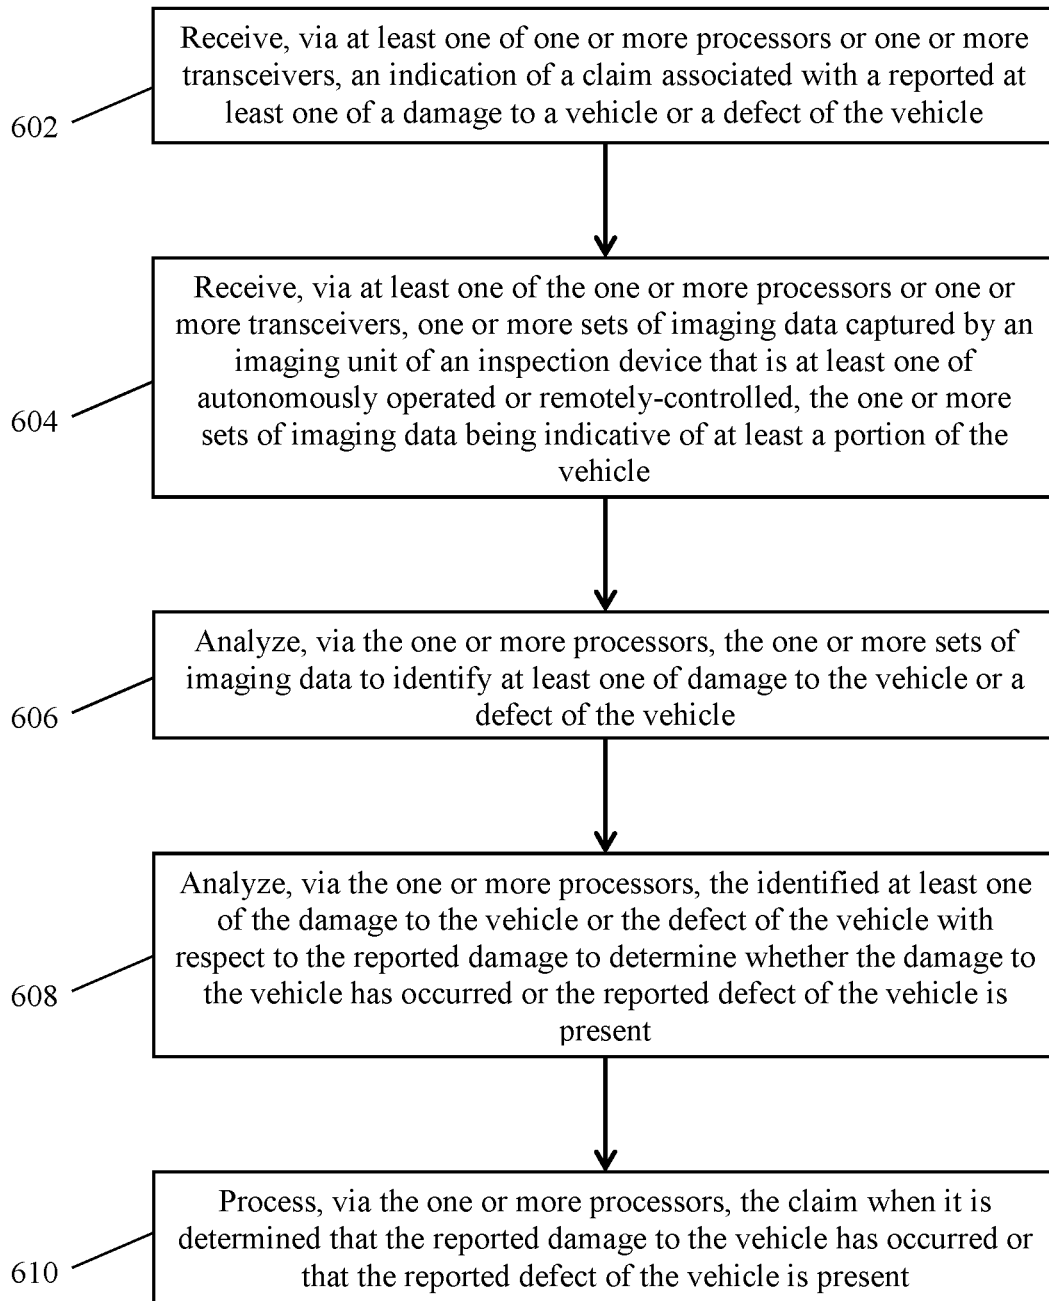 Receive, via at least one of one or more processors or one or more
transceivers, an indication of a claim associated with a reported at
least one of a damage to a vehicle or a defect of the vehicle
602
Receive, via at least one of the one or more processors or one or
more transceivers, one or more sets of imaging data captured by an
imaging unit of an inspection device that is at least one of
autonomously operated or remotely-controlled, the one or more
sets of imaging data being indicative of at least a portion of the
vehicle
604
Analyze, via the one or more processors, the one or more sets of
imaging data to identify at least one of damage to the vehicle or a
defect of the vehicle
606
Analyze, via the one or more processors, the identified at least one
of the damage to the vehicle or the defect of the vehicle with
respect to the reported damage to determine whether the damage to
the vehicle has occurred or the reported defect of the vehicle is
present
608
Process, via the one or more processors, the claim when it is
determined that the reported damage to the vehicle has occurred or
that the reported defect of the vehicle is present
610